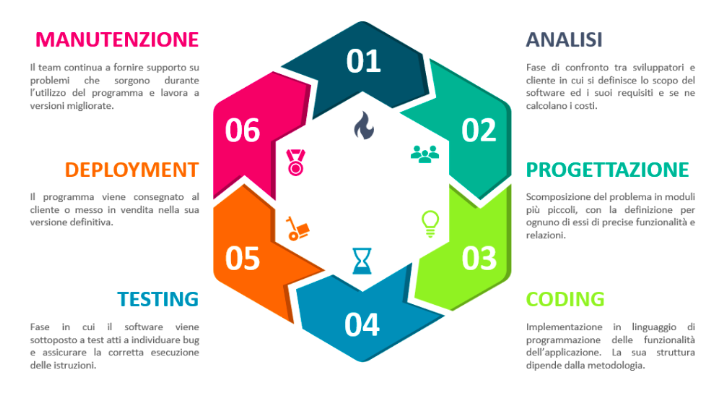 MANUTENZIONE
Il team continua a fornire supporto su
problemi che sorgono durante
l'utilizzo del programma e lavora a
versioni migliorate.
DEPLOYMENT
Il programma viene consegnato al
cliente o messo in vendita nella sua
versione definitiva.
TESTING
Fase in cui il software viene
sottoposto a test atti a individuare bug
e assicurare la corretta esecuzione
delle istruzioni.
01
02
03
04
05
06
ANALISI
Fase di confronto tra sviluppatori e
cliente in cui si definisce lo scopo del
software ed i suoi requisiti e se ne
calcolano i costi.
PROGETTAZIONE
Scomposizione del problema in moduli
più piccoli, con la definizione per
ognuno di essi di precise funzionalità e
relazioni.
CODING
Implementazione in linguaggio di
programmazione delle funzionalità
dell'applicazione. La sua struttura
dipende dalla metodologia.